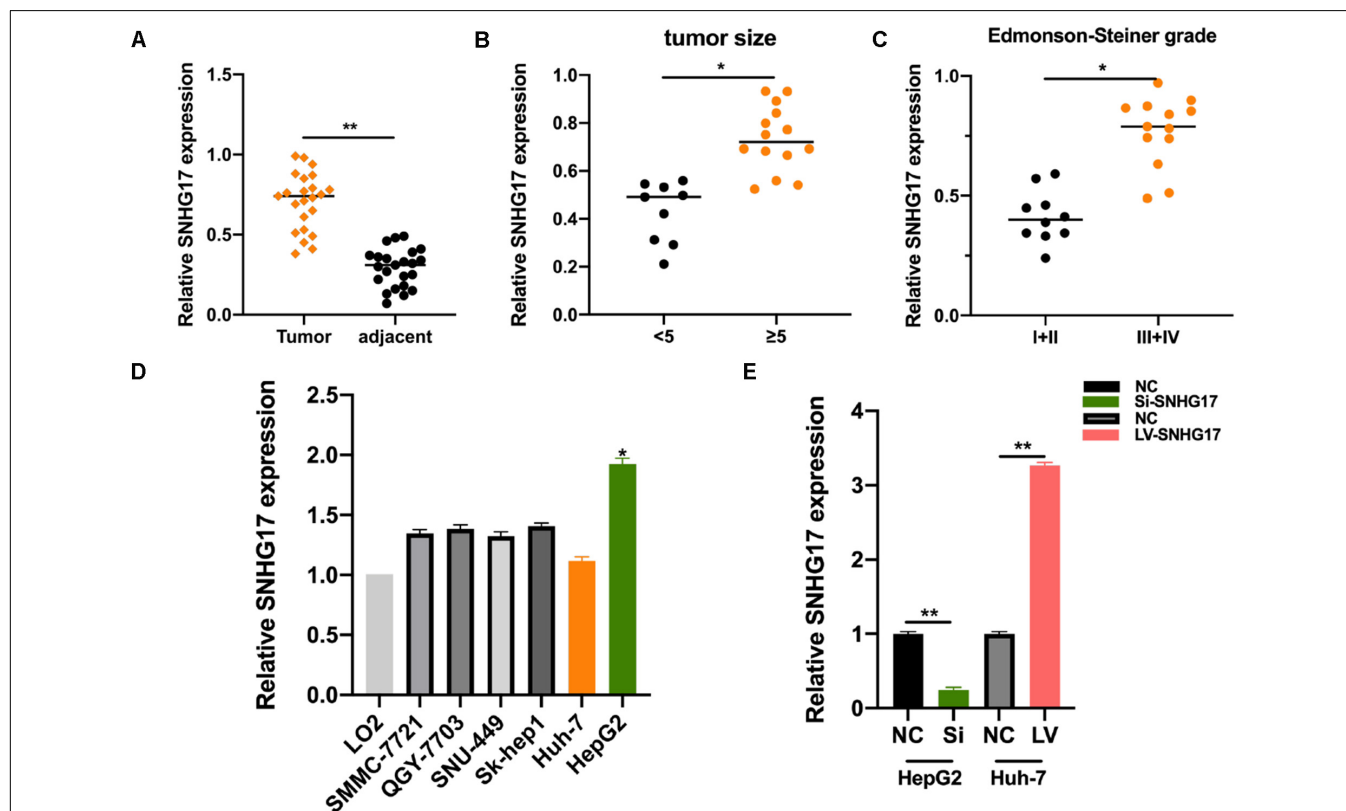 A
Relative SNHG17 expression
1.5
1.0
0.5
0.0
**
Tumor adjacent
B
tumor size
Relative SNHG17 expression
1.0
0.8
0.6
0.4
0.2
0.0
*
<5 ≥5
C
Edmonson-Steiner grade
Relative SNHG17 expression
1.0
0.5
0.0
*
I+II III+IV
D
Relative SNHG17 expression
2.5
2.0
1.5
1.0
0.5
0.0
*
LO2
SMMC-7721
QGY-7703
SNU-449
Sk-hep1
Huh-7
HepG2
E
NC
Si-SNHG17
NC
LV-SNHG17
Relative SNHG17 expression
4
3
2
1
0
**
**
NC Si NC LV
HepG2 Huh-7